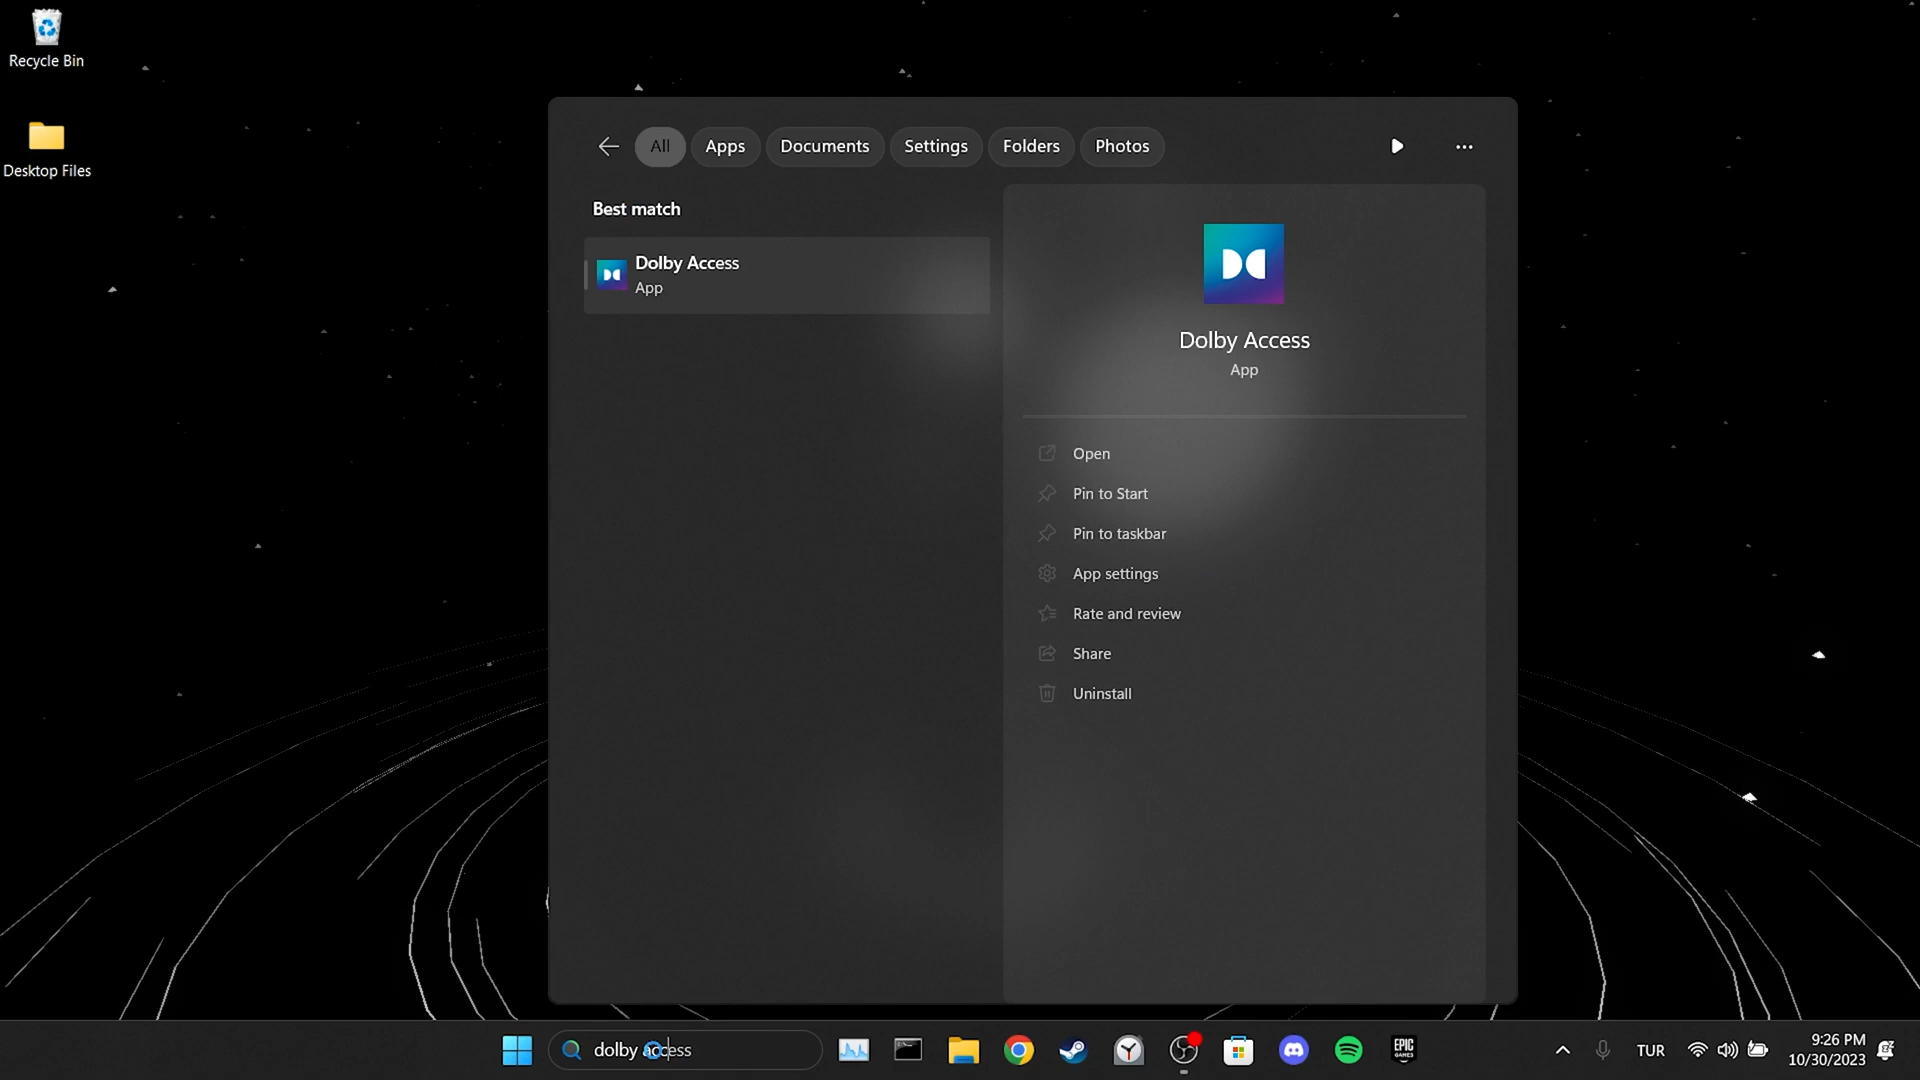 Recycle Bin
Desktop Files
All
Apps
Documents
Settings
Folders
Photos
Best match
Dolby Access
App
Dolby Access
App
Open
Pin to Start
Pin to taskbar
App settings
Rate and review
Share
Uninstall
dolby access
EPIC
GAMES
TUR
9:26 PM
10/30/2023